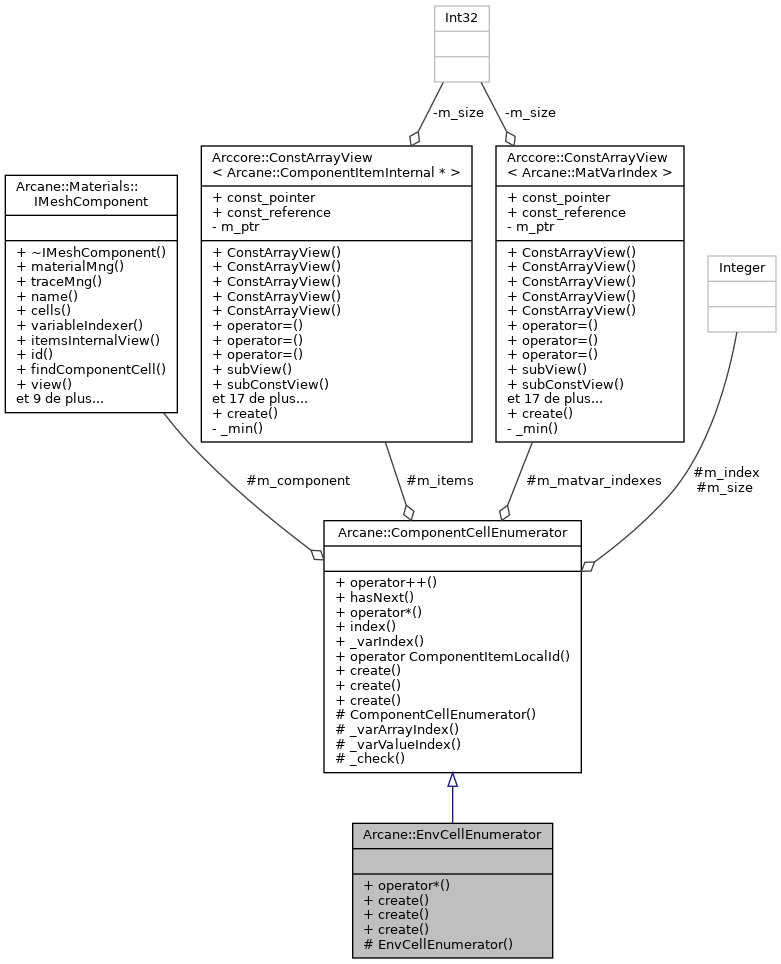 Int32
-m_size
-m_size
Arcane::Materials::
IMeshComponent
+ ~IMeshComponent()
+ materialMng()
+ traceMng()
+ name()
+ cells()
+ variableIndexer()
+ itemsInternalView()
+ id()
+ findComponentCell()
+ view()
et 9 de plus...
Arccore::ConstArrayView
< Arcane::ComponentItemInternal * >
+ const_pointer
+ const_reference
- m_ptr
+ ConstArrayView()
+ ConstArrayView()
+ ConstArrayView()
+ ConstArrayView()
+ ConstArrayView()
+ operator=()
+ operator=()
+ operator=()
+ subView()
+ subConstView()
et 17 de plus...
+ create()
- _min()
Arccore::ConstArrayView
< Arcane::MatVarIndex >
+ const_pointer
+ const_reference
- m_ptr
+ ConstArrayView()
+ ConstArrayView()
+ ConstArrayView()
+ ConstArrayView()
+ ConstArrayView()
+ operator=()
+ operator=()
+ operator=()
+ subView()
+ subConstView()
et 17 de plus...
+ create()
- _min()
Integer
#m_component
#m_items
#m_matvar_indexes
#m_index
#m_size
Arcane::ComponentCellEnumerator
+ operator++()
+ hasNext()
+ operator*()
+ index()
+ _varIndex()
+ operator ComponentItemLocalId()
+ create()
+ create()
+ create()
# ComponentCellEnumerator()
# _varArrayIndex()
# _varValueIndex()
# _check()
Arcane::EnvCellEnumerator
+ operator*()
+ create()
+ create()
+ create()
# EnvCellEnumerator()